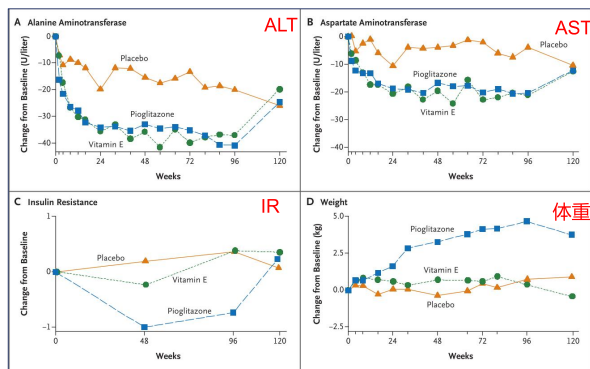 A Alanine Aminotransferase
ALT
Change from Baseline (U/liter)
0
−10
−20
−30
−40
Placebo
Pioglitazone
Vitamin E
0
24
48
72
96
120
Weeks
B Aspartate Aminotransferase
AST
Change from Baseline (U/liter)
0
−10
−20
−30
−40
Placebo
Pioglitazone
Vitamin E
0
24
48
72
96
120
Weeks
C Insulin Resistance
IR
Change from Baseline
1
0
−1
Placebo
Vitamin E
Pioglitazone
0
48
96
120
Weeks
D Weight
体重
Change from Baseline (kg)
5.0
2.5
0.0
−2.5
Pioglitazone
Vitamin E
Placebo
0
24
48
72
96
120
Weeks